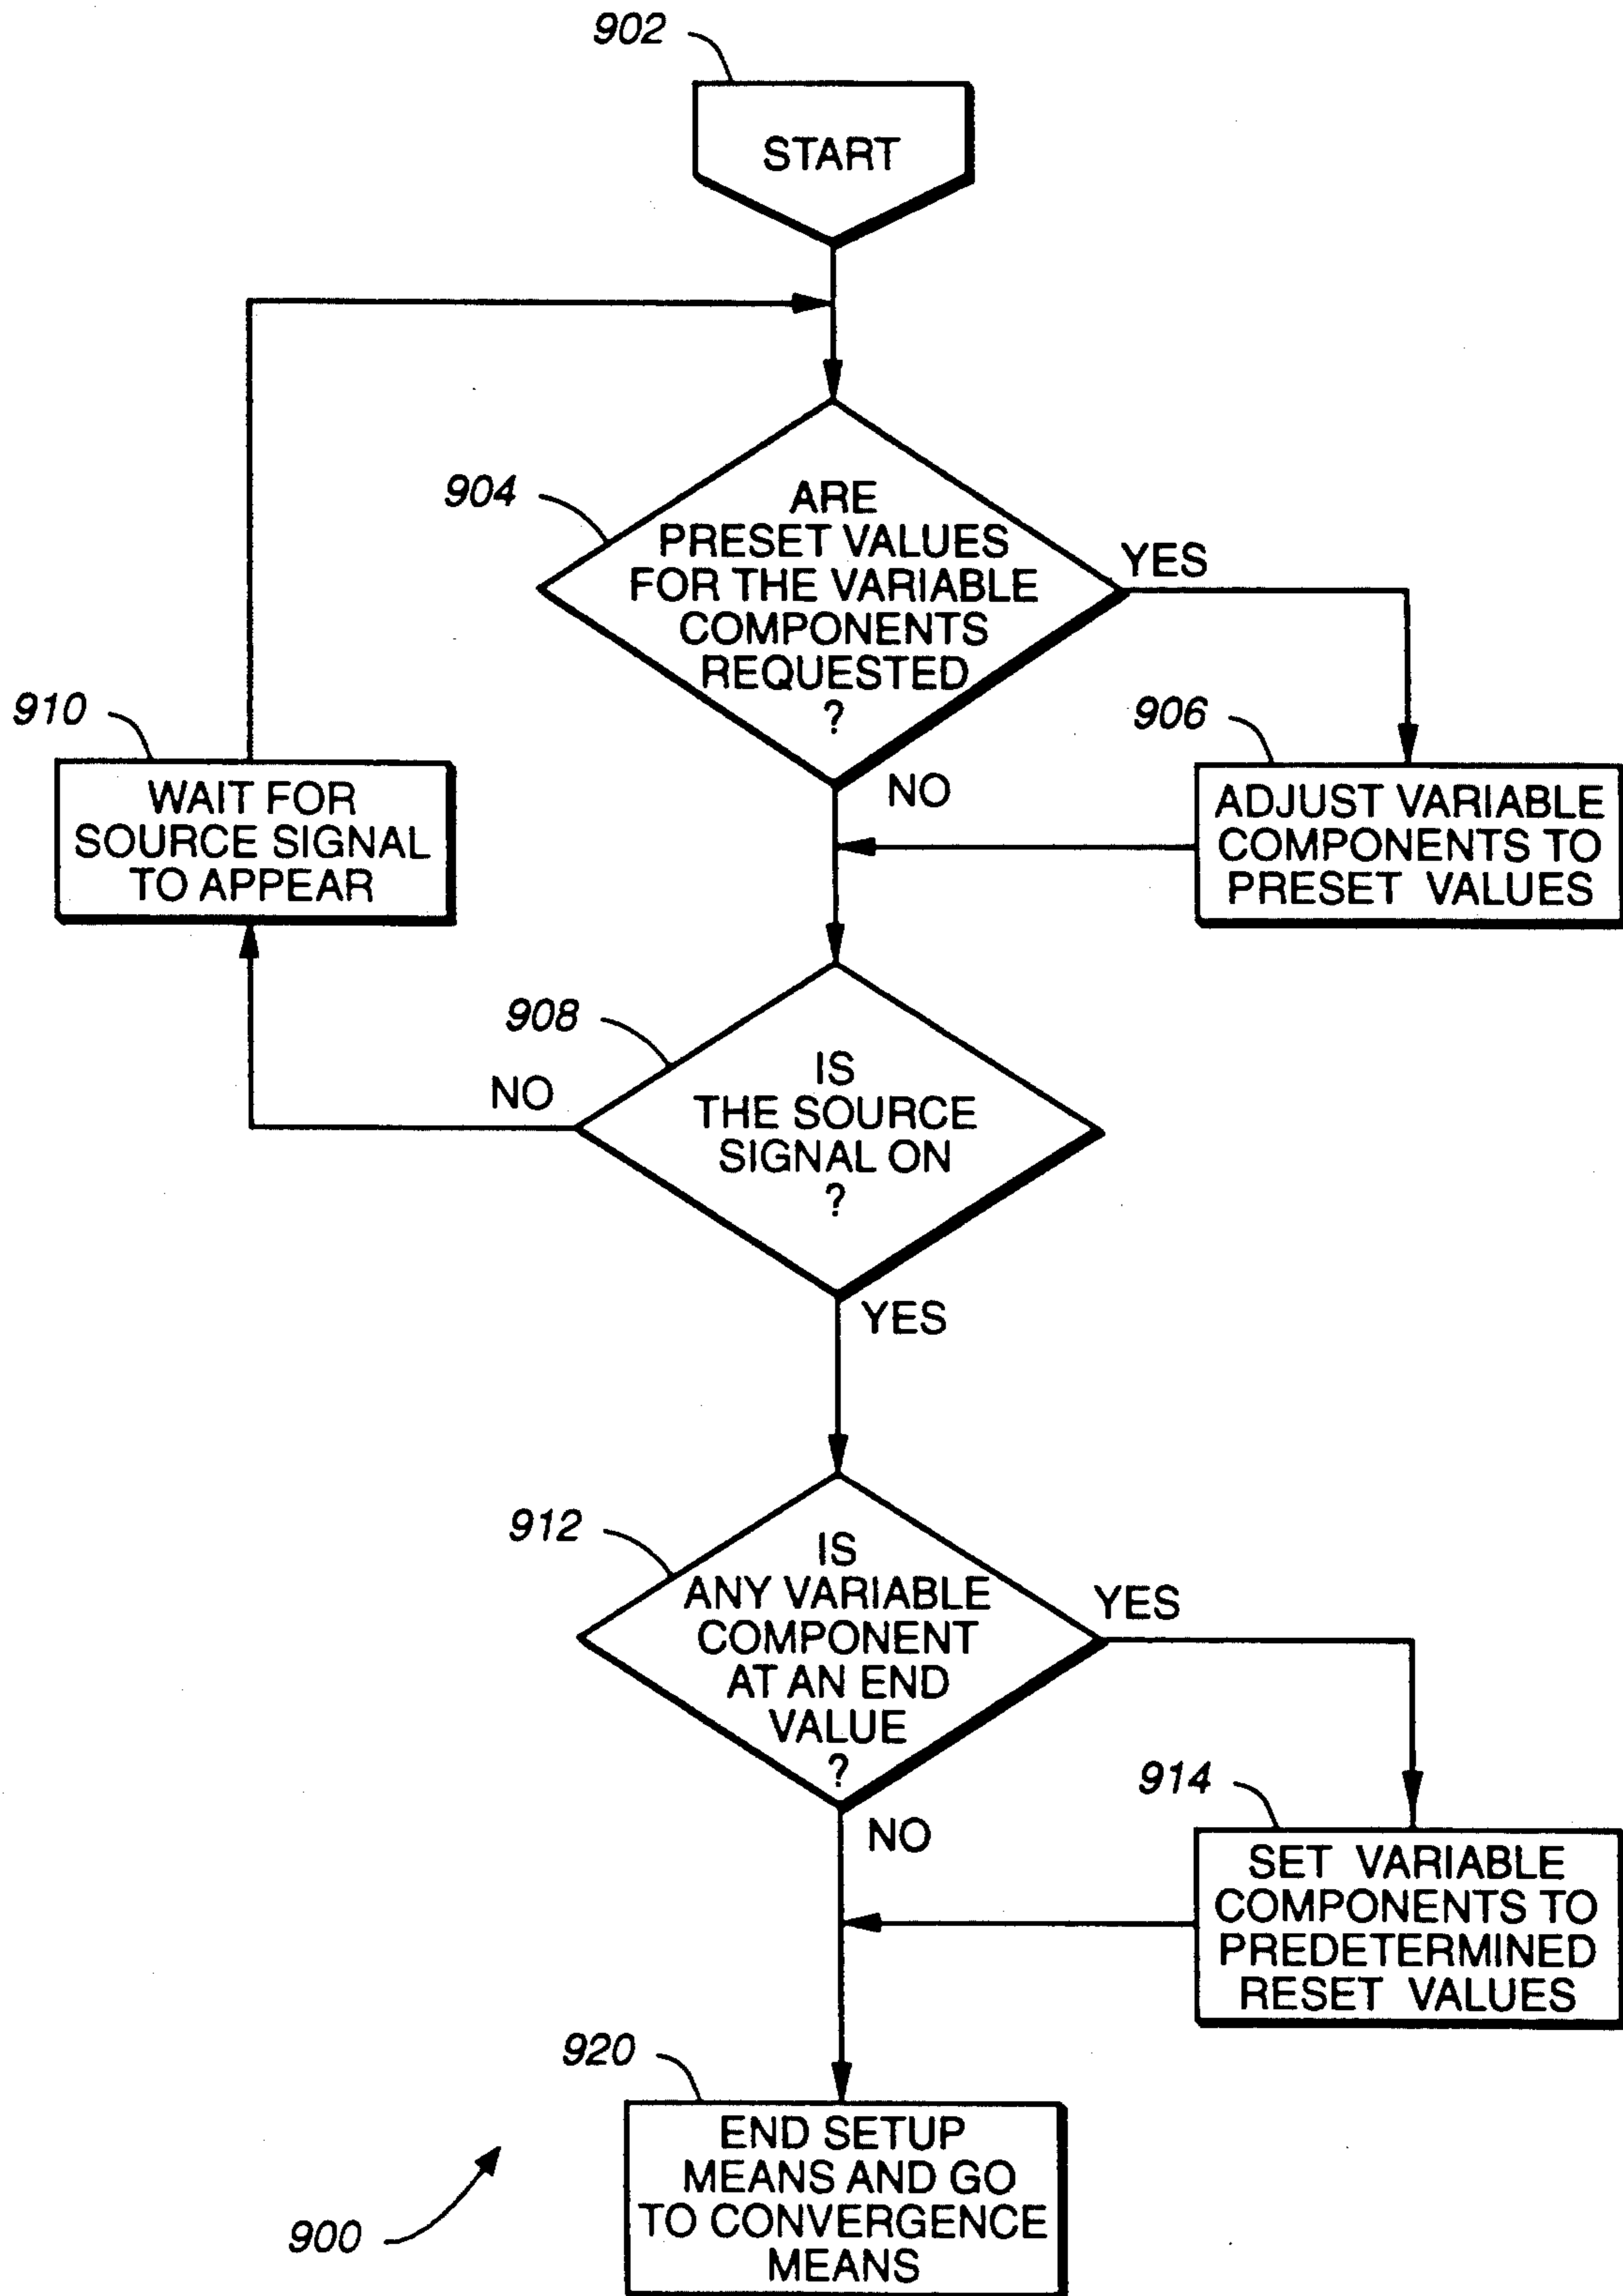 902
START
904
ARE
PRESET VALUES
FOR THE VARIABLE
COMPONENTS
REQUESTED
?
YES
NO
906
ADJUST VARIABLE
COMPONENTS TO
PRESET VALUES
910
WAIT FOR
SOURCE SIGNAL
TO APPEAR
908
IS
THE SOURCE
SIGNAL ON
?
NO
YES
912
IS
ANY VARIABLE
COMPONENT
AT AN END
VALUE
?
YES
NO
914
SET VARIABLE
COMPONENTS TO
PREDETERMINED
RESET VALUES
920
END SETUP
MEANS AND GO
TO CONVERGENCE
MEANS
900